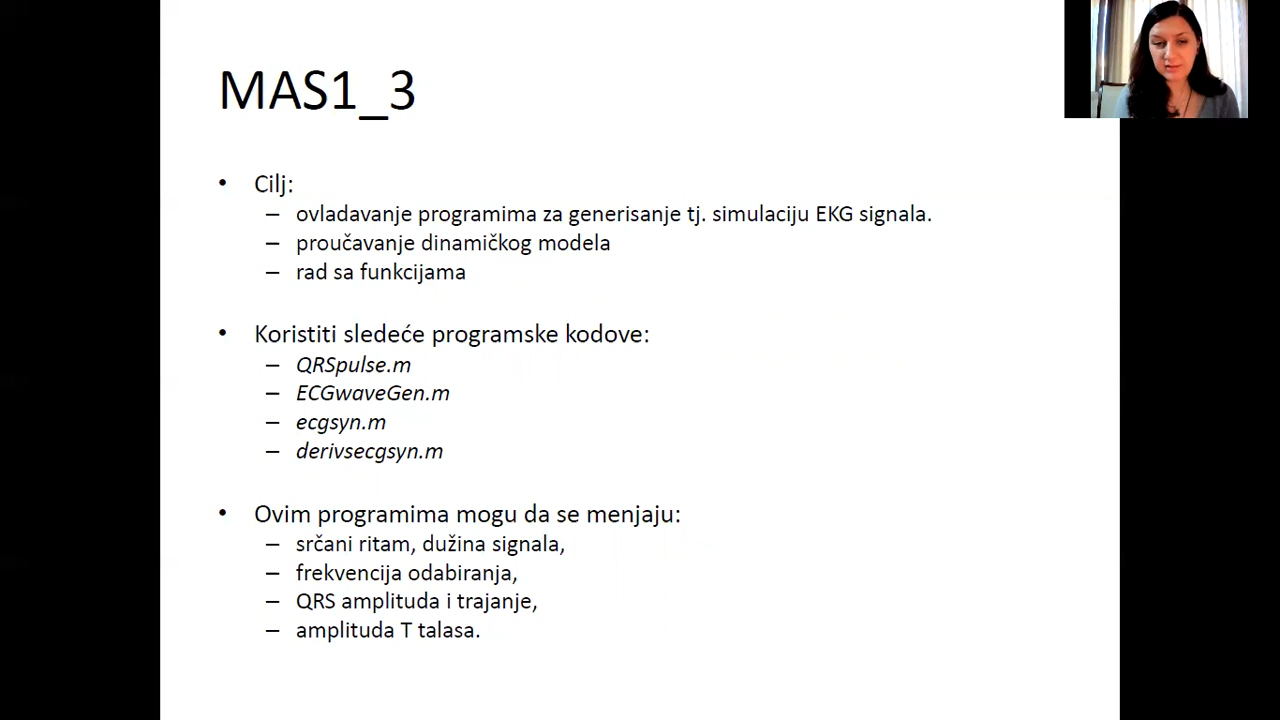 MAS1_3
• Cilj:
– ovladavanje programima za generisanje tj. simulaciju EKG signala.
– proučavanje dinamičkog modela
– rad sa funkcijama
• Koristiti sledeće programske kodove:
– QRSpulse.m
– ECGwaveGen.m
– ecgsyn.m
– derivsecgsyn.m
• Ovim programima mogu da se menjaju:
– srčani ritam, dužina signala,
– frekvencija odabiranja,
– QRS amplituda i trajanje,
– amplituda T talasa.